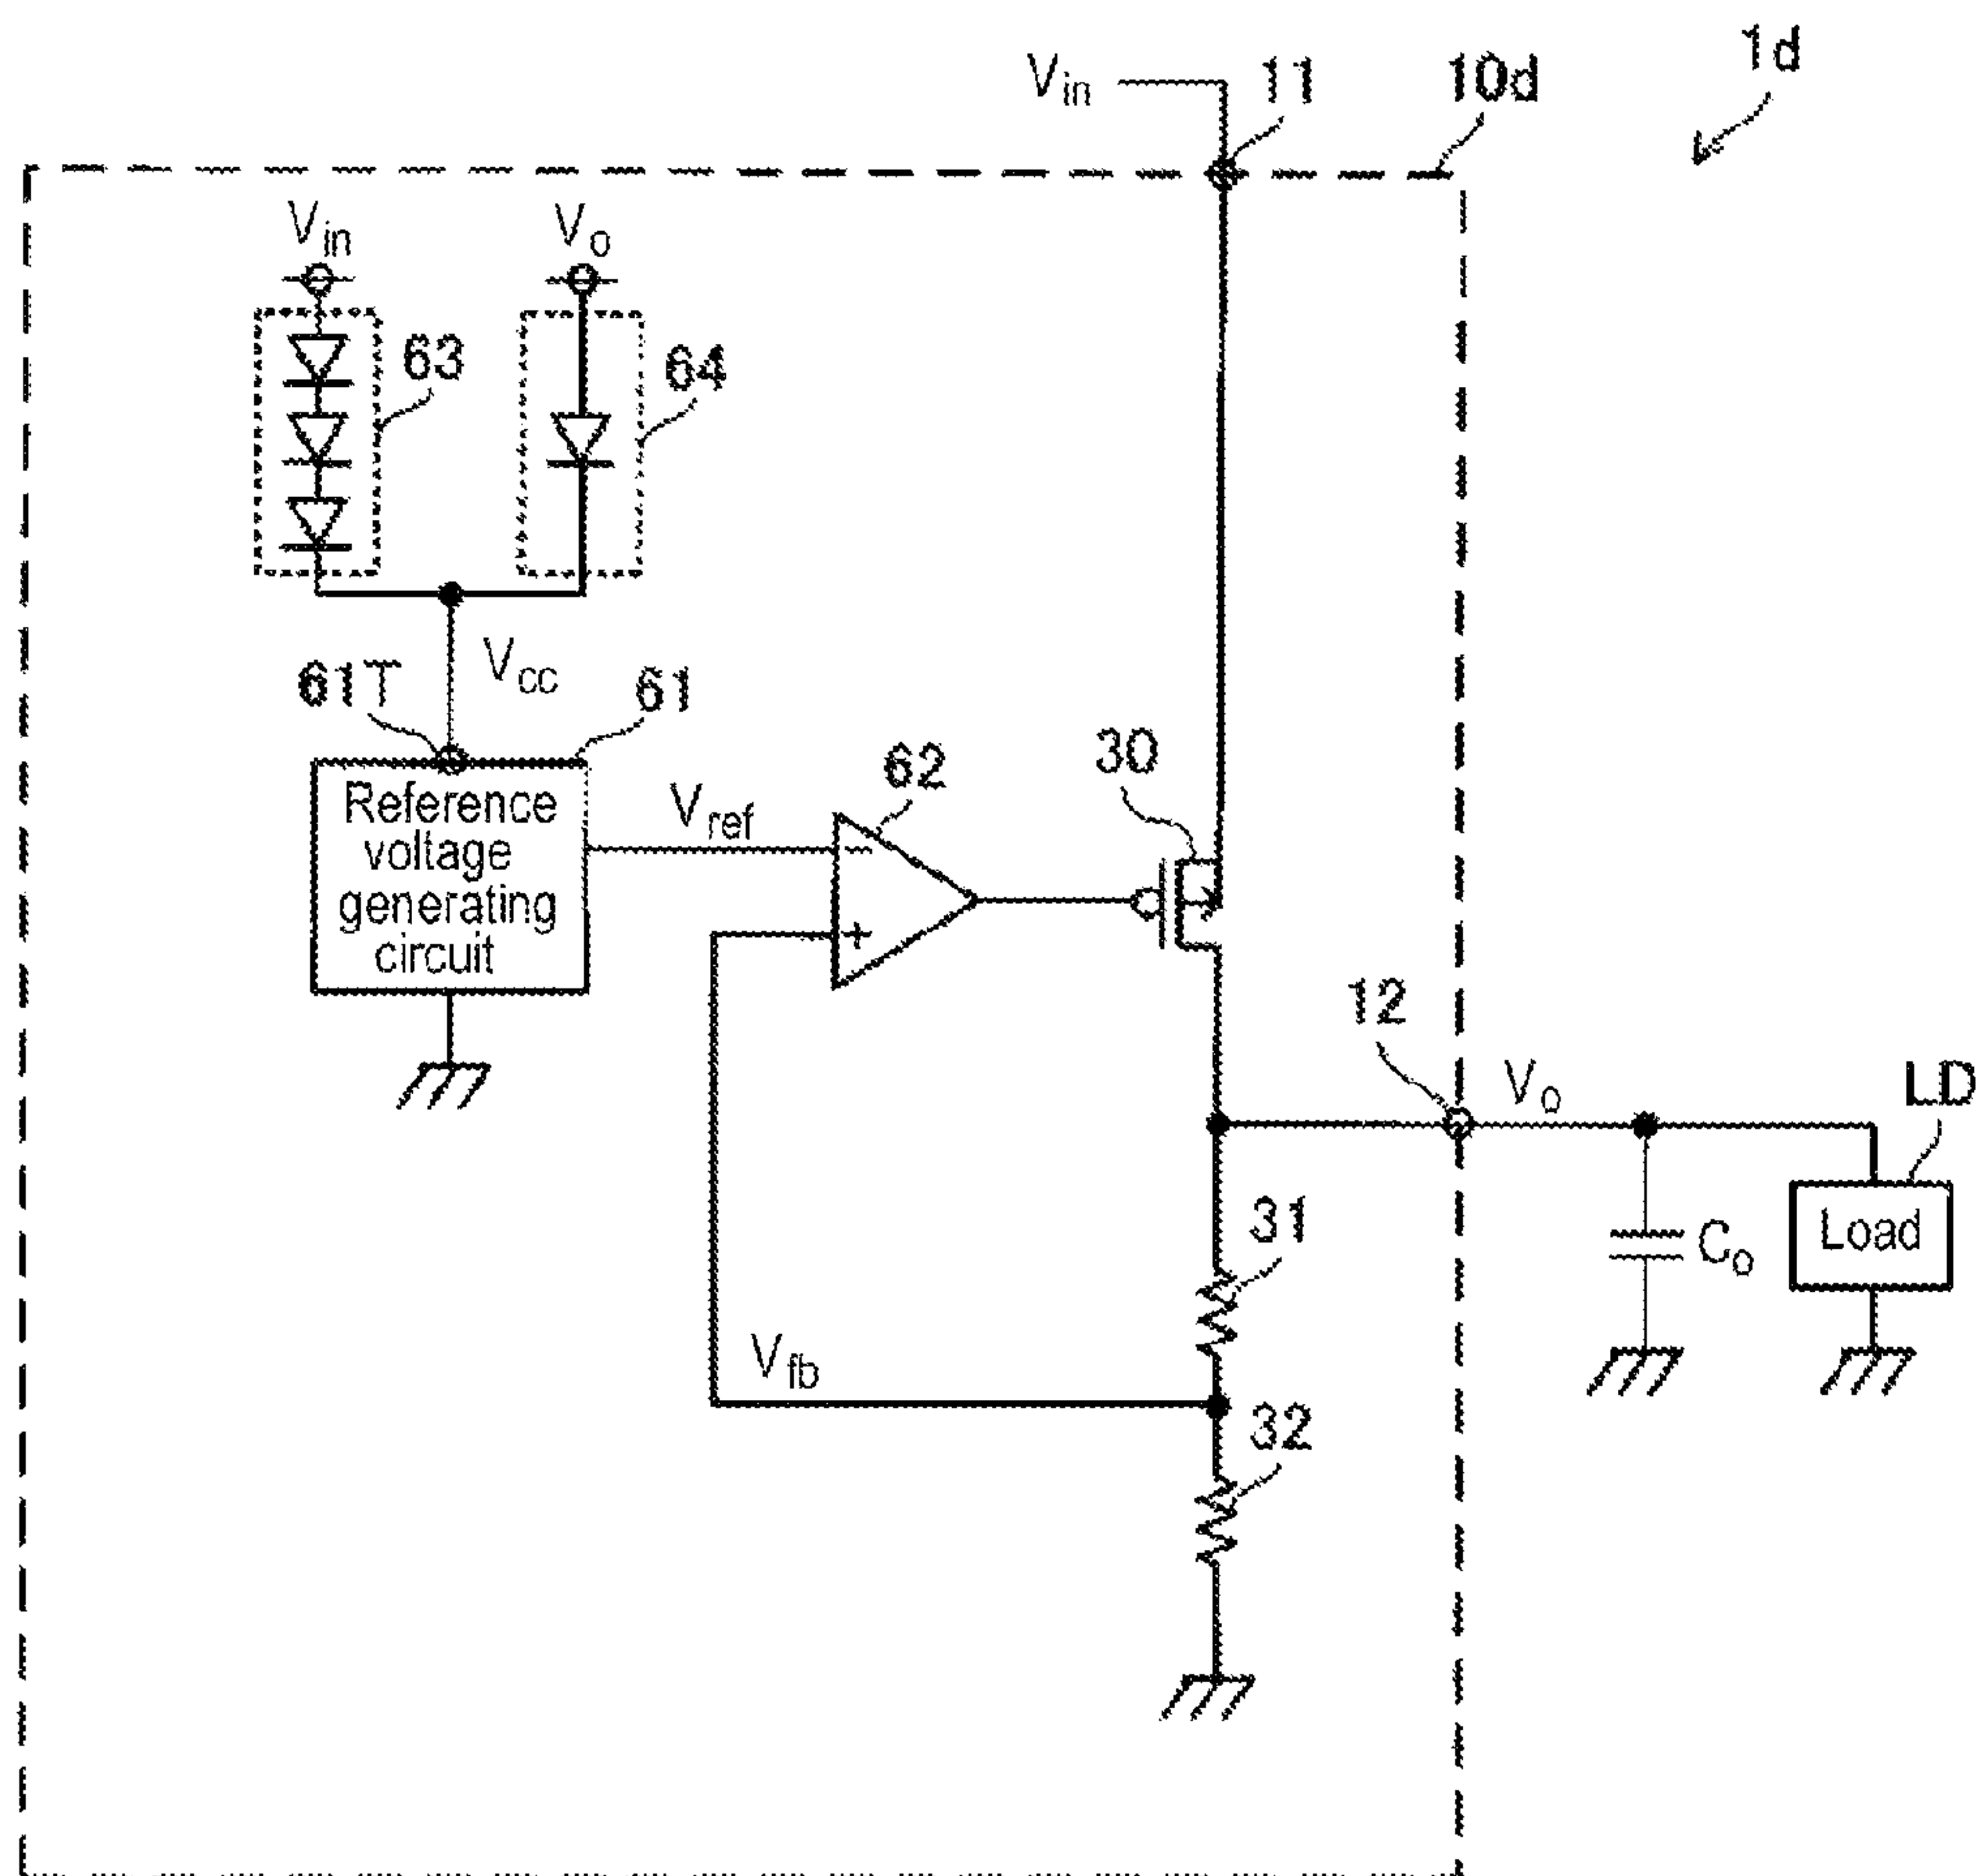 1d
Vin
11
10d
Vin
Vo
63
64
Vcc
61T
61
Reference
voltage
generating
circuit
Vref
62
−
+
30
12
Vo
LD
Load
Co
31
Vfb
32